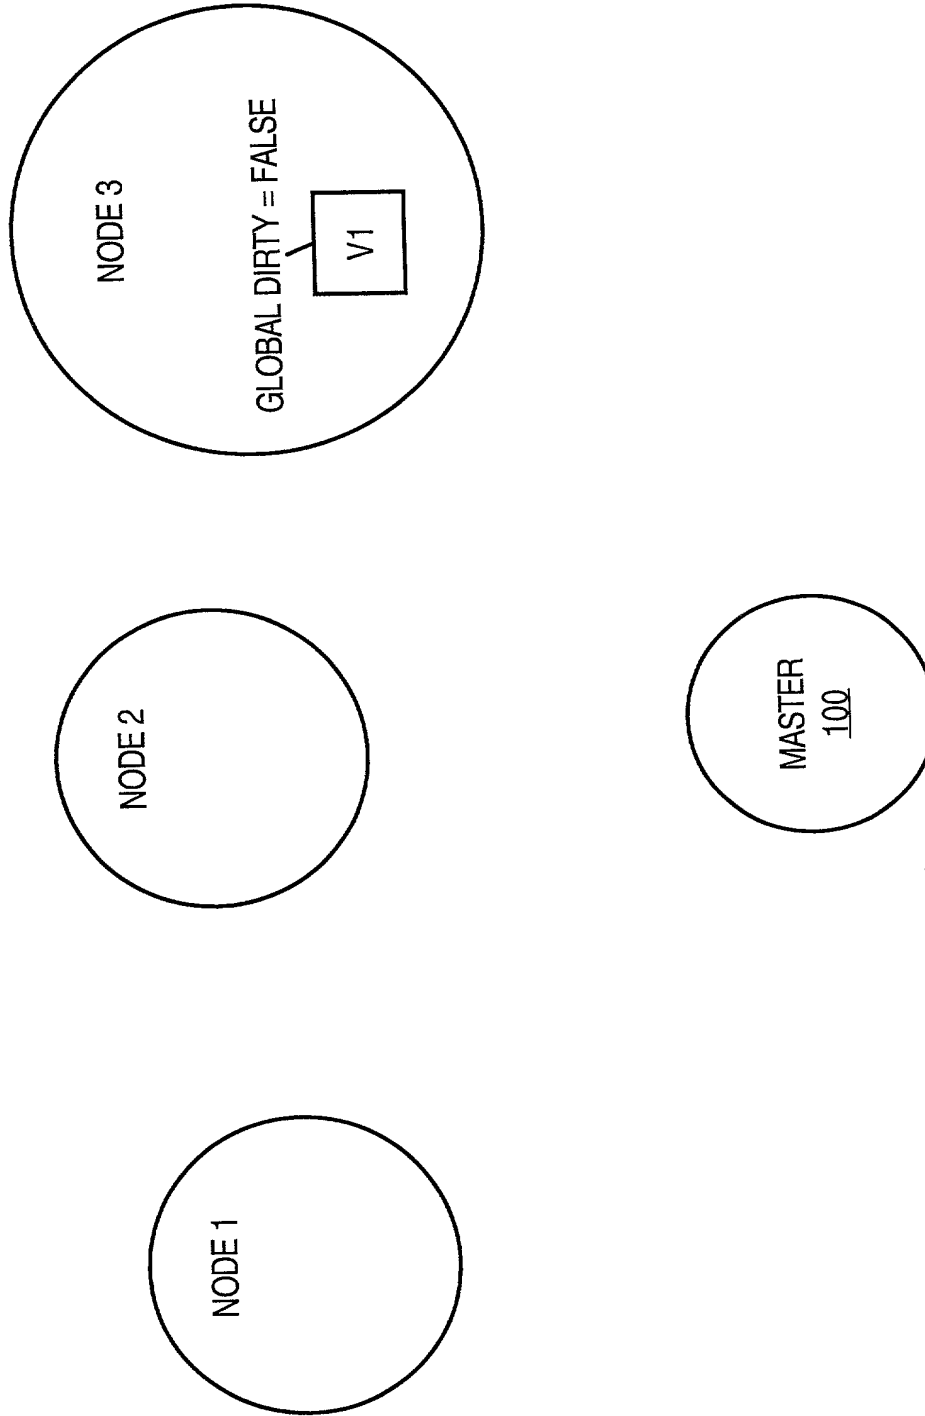 NODE 1
NODE 2
NODE 3
GLOBAL DIRTY = FALSE
V1
MASTER
100